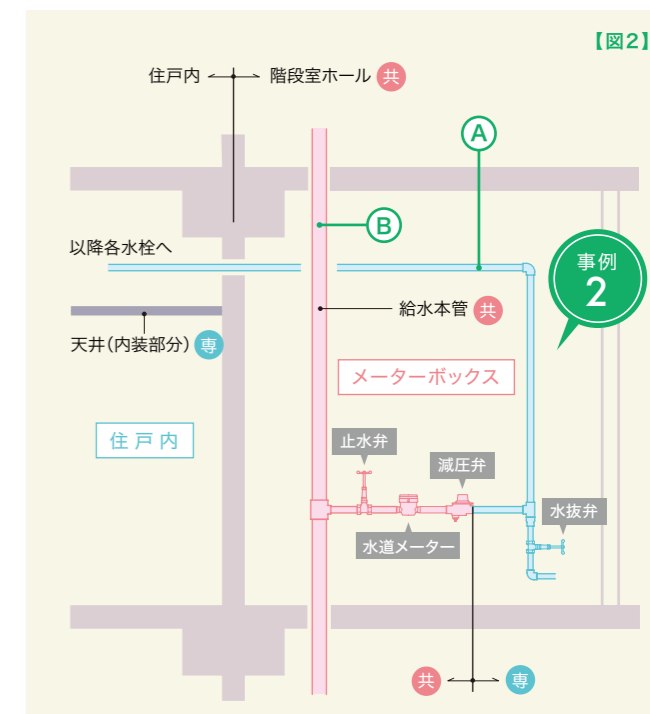 【図2】
住戸内
階段室ホール 共
A
B
以降各水栓へ
事例
2
給水本管 共
天井(内装部分) 専
メーターボックス
住戸内
止水弁
減圧弁
水抜弁
水道メーター
共
専